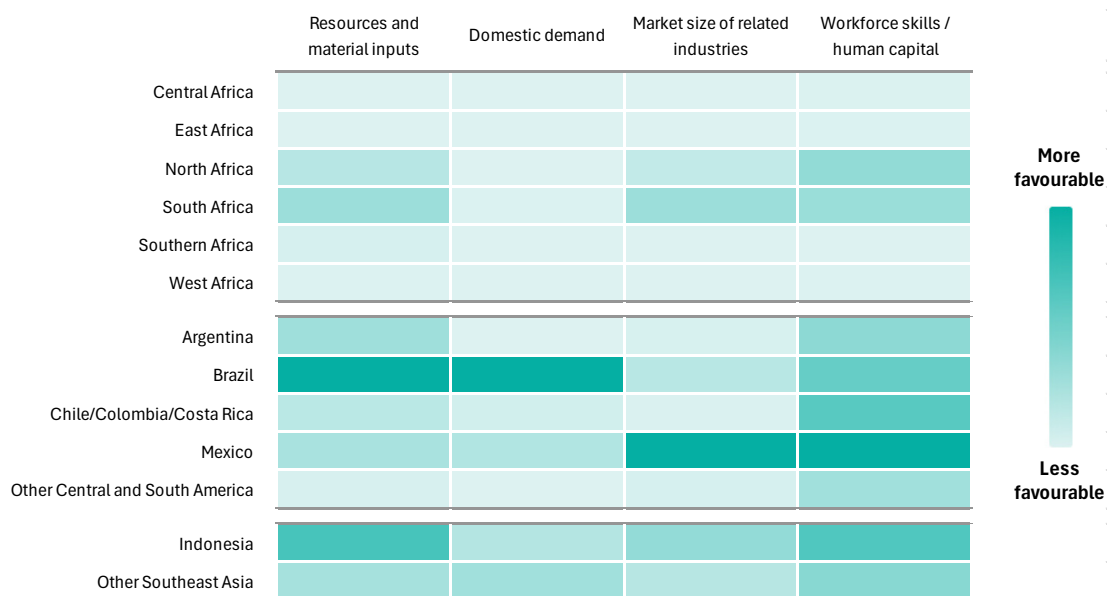 Resources and
material inputs
Domestic demand
Market size of related
industries
Workforce skills /
human capital
Central Africa
East Africa
North Africa
South Africa
Southern Africa
West Africa
Argentina
Brazil
Chile/Colombia/Costa Rica
Mexico
Other Central and South America
Indonesia
Other Southeast Asia
More
favourable
Less
favourable